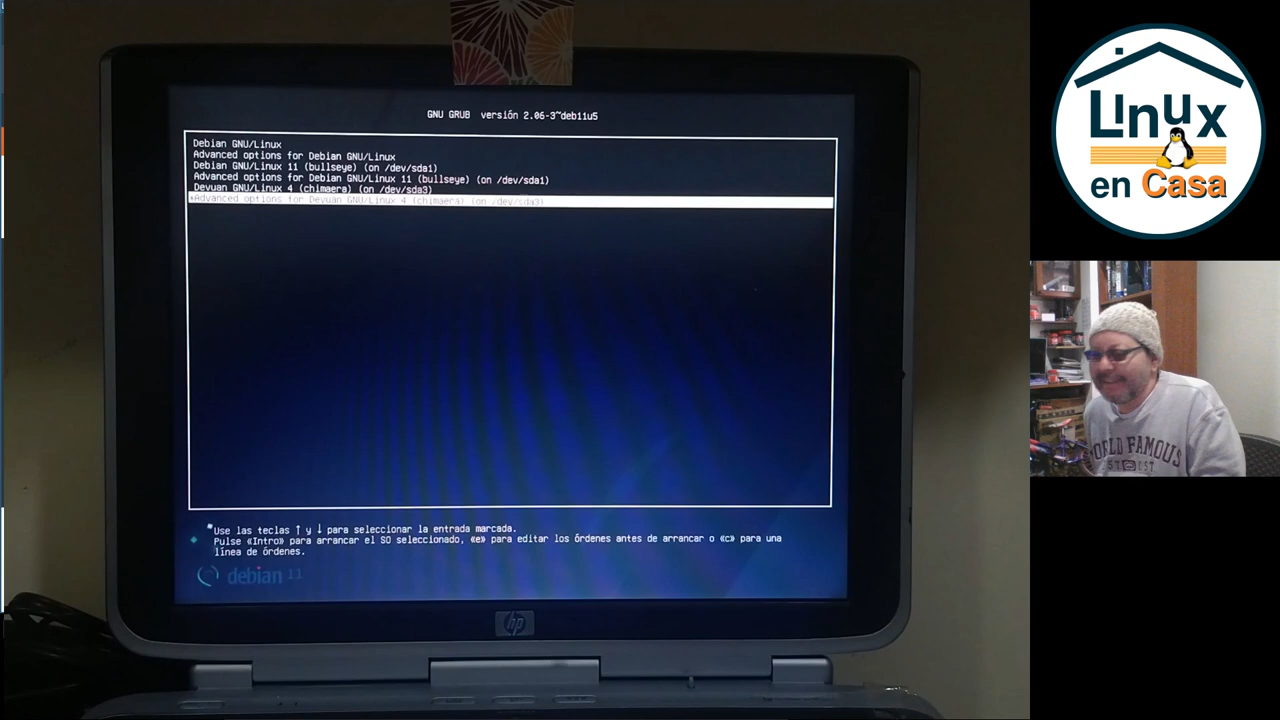 GNU GRUB versión 2.06-3~deb11u5
Debian GNU/Linux
Advanced options for Debian GNU/Linux
Debian GNU/Linux 11 (bullseye) (on /dev/sda1)
Advanced options for Debian GNU/Linux 11 (bullseye) (on /dev/sda1)
Devuan GNU/Linux 4 (chimaera) (on /dev/sda3)
*Advanced options for Devuan GNU/Linux 4 (chimaera) (on /dev/sda3)
Use las teclas ↑ y ↓ para seleccionar la entrada marcada.
Pulse «Intro» para arrancar el SO seleccionado, «e» para editar los órdenes antes de arrancar o «c» para una
línea de órdenes.
debian 11
hp
Linux
en Casa
WORLD FAMOUS